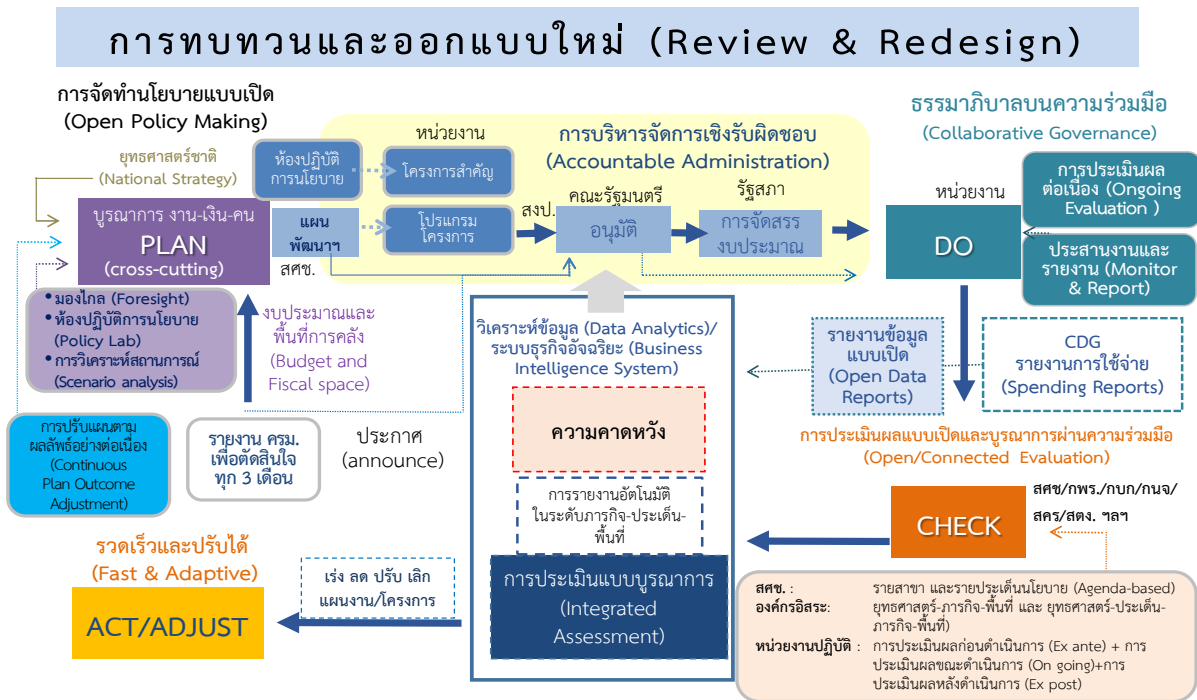 การทบทวนและออกแบบใหม่ (Review & Redesign)
การจัดทำนโยบายแบบเปิด
(Open Policy Making)
ยุทธศาสตร์ชาติ
(National Strategy)
บูรณาการ งาน-เงิน-คน
PLAN
(cross-cutting)
• มองไกล (Foresight)
• ห้องปฏิบัติการนโยบาย
(Policy Lab)
• การวิเคราะห์สถานการณ์
(Scenario analysis)
การปรับแผนตาม
ผลลัพธ์อย่างต่อเนื่อง
(Continuous
Plan Outcome
Adjustment)
ห้องปฏิบัติ
การนโยบาย
แผน
พัฒนาฯ
สศช.
หน่วยงาน
โครงการสำคัญ
โปรแกรม
โครงการ
การบริหารจัดการเชิงรับผิดชอบ
(Accountable Administration)
สงป.
คณะรัฐมนตรี
อนุมัติ
รัฐสภา
การจัดสรร
งบประมาณ
ธรรมาภิบาลบนความร่วมมือ
(Collaborative Governance)
หน่วยงาน
DO
การประเมินผล
ต่อเนื่อง (Ongoing
Evaluation )
ประสานงานและ
รายงาน (Monitor
& Report)
งบประมาณและ
พื้นที่การคลัง
(Budget and
Fiscal space)
รายงาน ครม.
เพื่อตัดสินใจ
ทุก 3 เดือน
ประกาศ
(announce)
วิเคราะห์ข้อมูล (Data Analytics)/
ระบบธุรกิจอัจฉริยะ (Business
Intelligence System)
ความคาดหวัง
การรายงานอัตโนมัติ
ในระดับภารกิจ-ประเด็น-
พื้นที่
การประเมินแบบบูรณาการ
(Integrated
Assessment)
รายงานข้อมูล
แบบเปิด
(Open Data
Reports)
CDG
รายงานการใช้จ่าย
(Spending Reports)
การประเมินผลแบบเปิดและบูรณาการผ่านความร่วมมือ
(Open/Connected Evaluation)
CHECK
สศช/กพร./กบก/กนจ/
สคร/สตง. ฯลฯ
สศช. : รายสาขา และรายประเด็นนโยบาย (Agenda-based)
องค์กรอิสระ: ยุทธศาสตร์-ภารกิจ-พื้นที่ และ ยุทธศาสตร์-ประเด็น-
ภารกิจ-พื้นที่)
หน่วยงานปฏิบัติ : การประเมินผลก่อนดำเนินการ (Ex ante) + การ
ประเมินผลขณะดำเนินการ (On going)+การ
ประเมินผลหลังดำเนินการ (Ex post)
รวดเร็วและปรับได้
(Fast & Adaptive)
ACT/ADJUST
เร่ง ลด ปรับ เลิก
แผนงาน/โครงการ